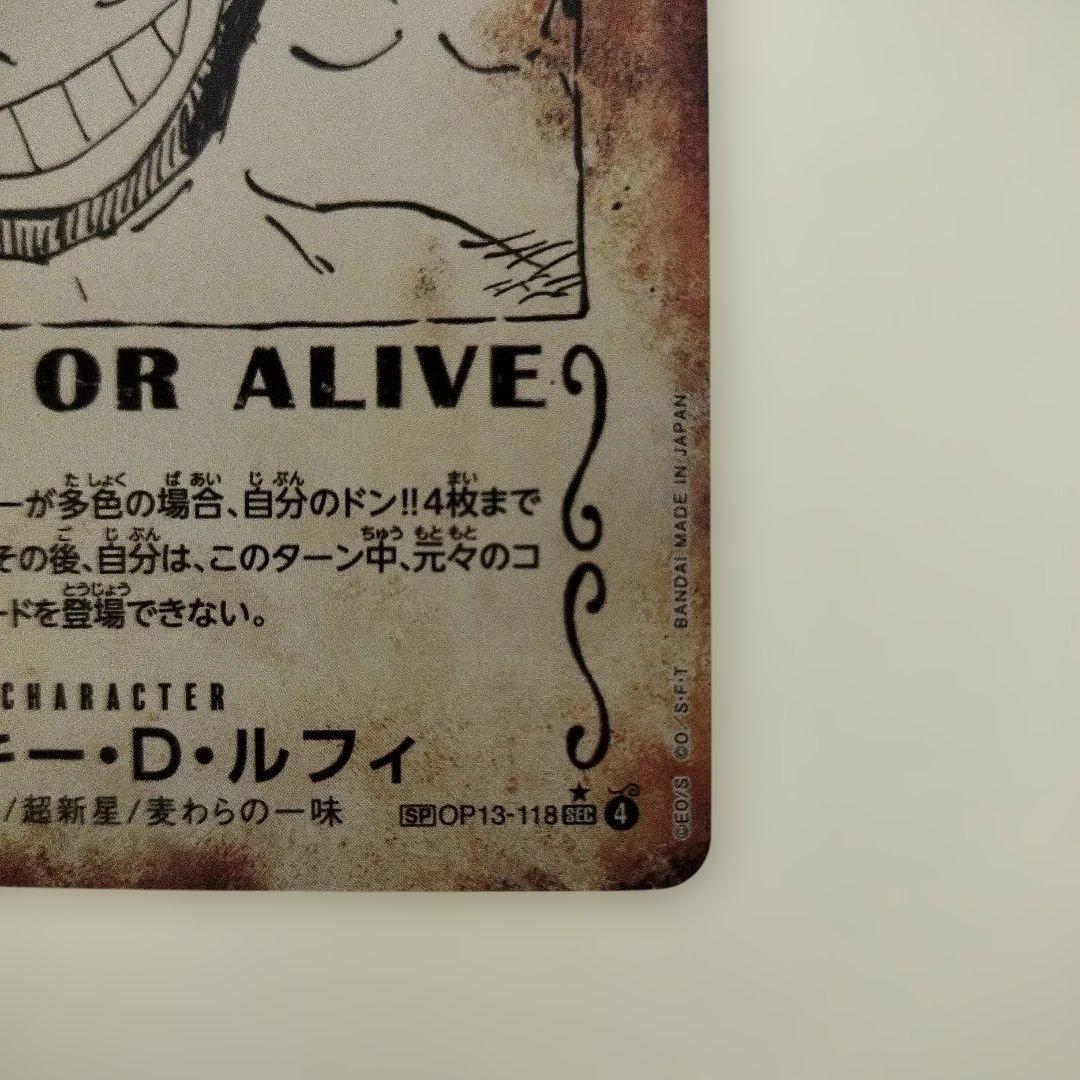 OR ALIVE
ーが多色の場合、自分のドン!!4枚まで
その後、自分は、このターン中、元々のコ
ードを登場できない。
CHARACTER
キー・D・ルフィ
/超新星/麦わらの一味
SP OP13-118 SEC 4
©EO/S ©O/S・F・T BANDAI MADE IN JAPAN